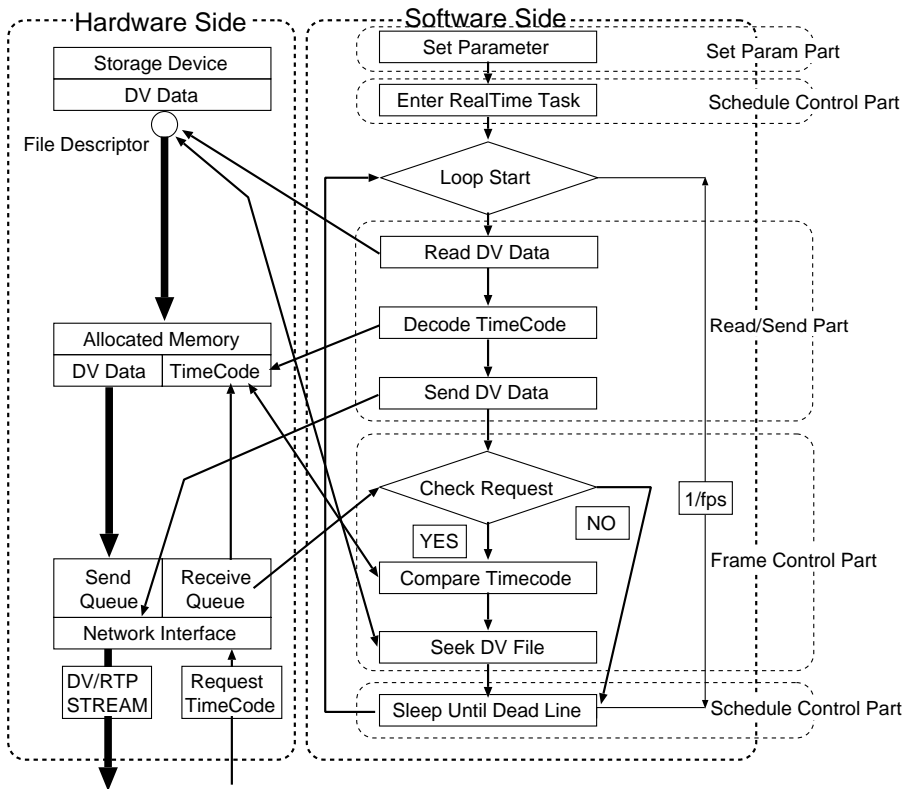 Hardware Side
Storage Device
DV Data
File Descriptor
Allocated Memory
DV Data
TimeCode
Send
Queue
Receive
Queue
Network Interface
DV/RTP
STREAM
Request
TimeCode
Software Side
Set Parameter
Set Param Part
Enter RealTime Task
Schedule Control Part
Loop Start
Read DV Data
Decode TimeCode
Read/Send Part
Send DV Data
Check Request
1/fps
NO
YES
Compare Timecode
Frame Control Part
Seek DV File
Sleep Until Dead Line
Schedule Control Part